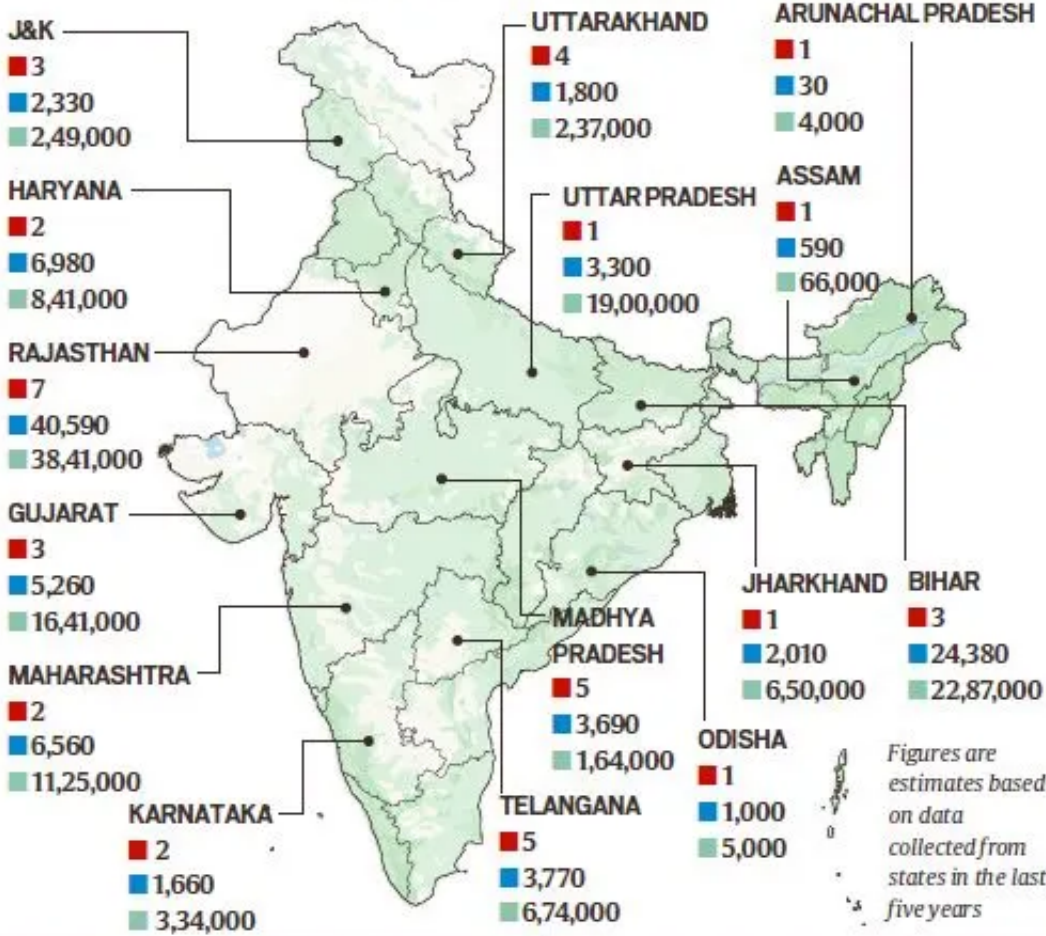 J&K
3
2,330
2,49,000
HARYANA
2
6,980
8,41,000
RAJASTHAN
7
40,590
38,41,000
GUJARAT
3
5,260
16,41,000
MAHARASHTRA
2
6,560
11,25,000
KARNATAKA
2
1,660
3,34,000
UTTARAKHAND
4
1,800
2,37,000
UTTAR PRADESH
1
3,300
19,00,000
ARUNACHAL PRADESH
1
30
4,000
ASSAM
1
590
66,000
MADHYA
PRADESH
5
3,690
1,64,000
TELANGANA
5
3,770
6,74,000
JHARKHAND
1
2,010
6,50,000
BIHAR
3
24,380
22,87,000
ODISHA
1
1,000
5,000
Figures are
estimates based
on data
collected from
states in the last
five years